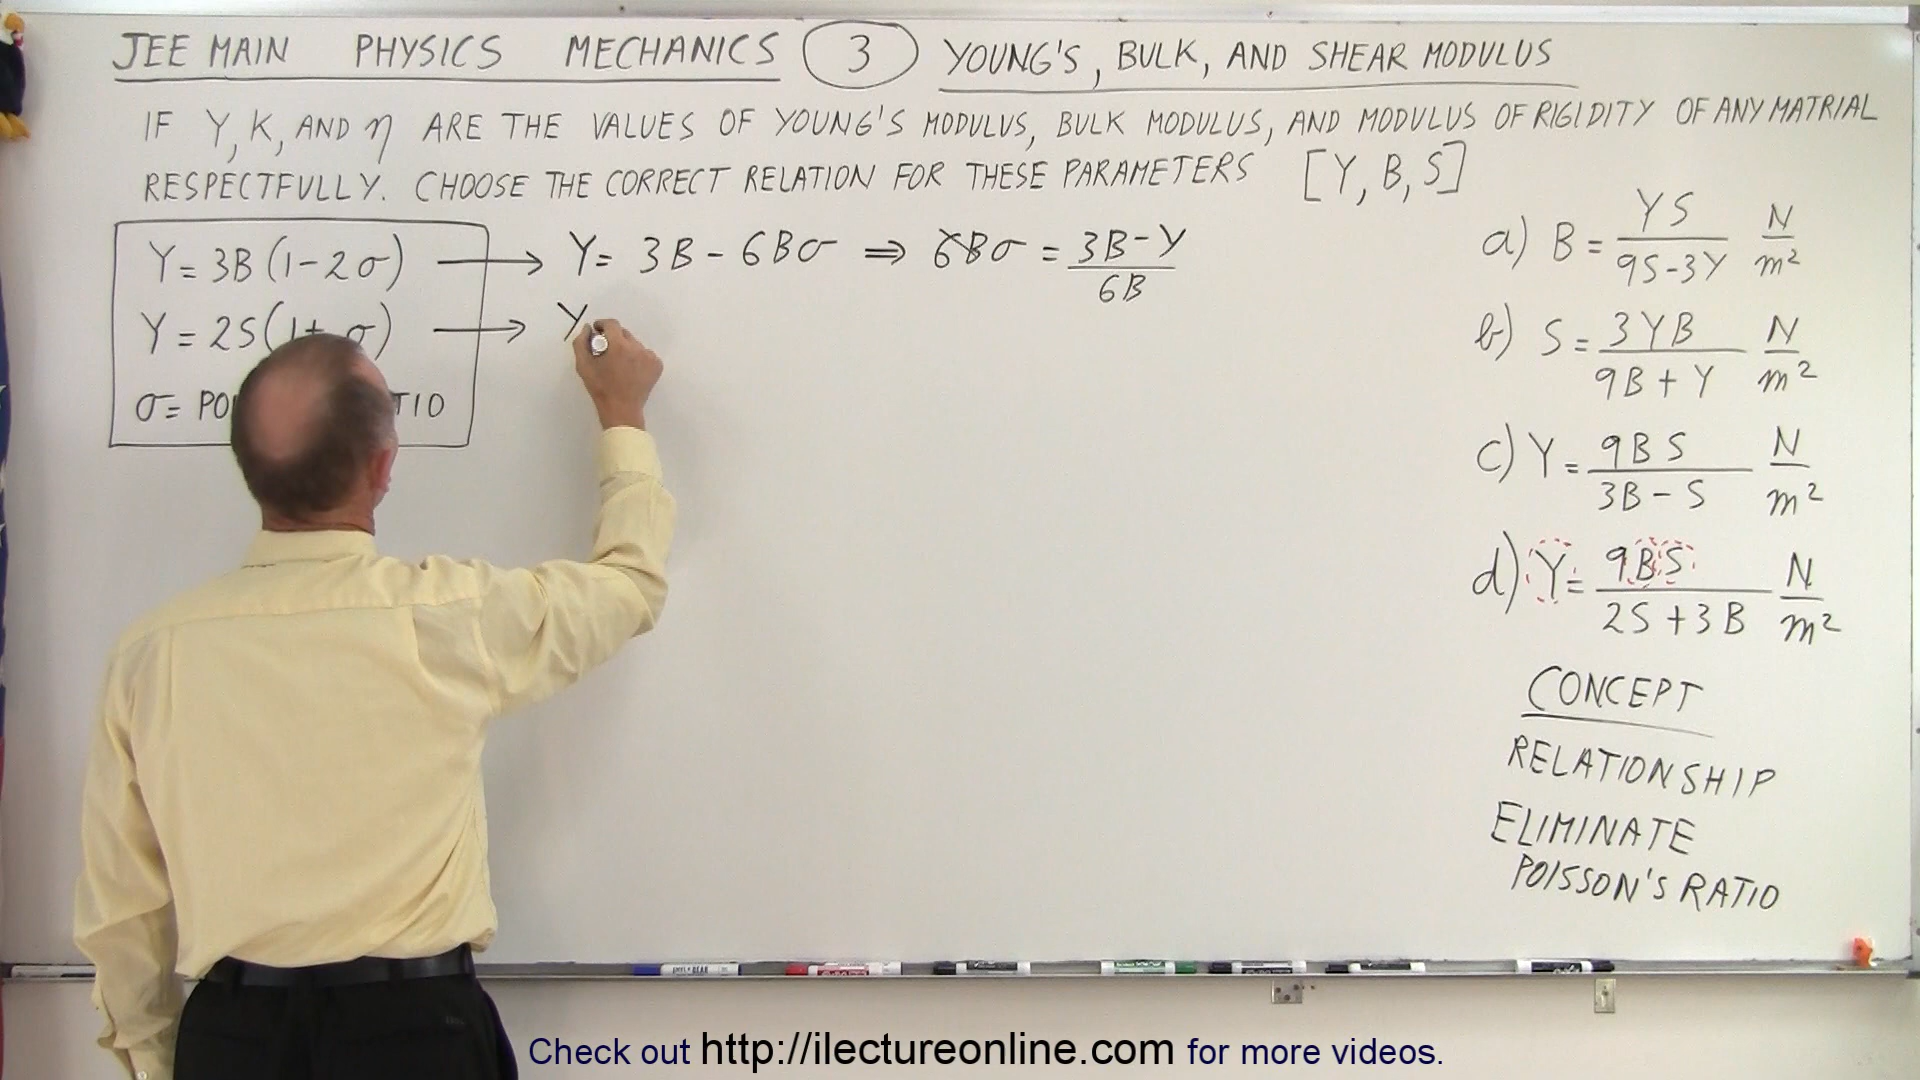 JEE MAIN PHYSICS MECHANICS 3 YOUNG'S, BULK, AND SHEAR MODULUS
IF Y, K, AND η ARE THE VALUES OF YOUNG'S MODULUS, BULK MODULUS, AND MODULUS OF RIGIDITY OF ANY MATRIAL
RESPECTFULLY. CHOOSE THE CORRECT RELATION FOR THESE PARAMETERS [Y, B, S]
Y = 3B (1 - 2σ) → Y = 3B - 6Bσ ⇒ 6Bσ = (3B - Y)/6B
Y = 2S (1 + σ) → Y
σ = TIO
a) B = YS/(9S - 3Y) N/m²
b) S = 3YB/(9B + Y) N/m²
c) Y = 9BS/(3B - S) N/m²
d) Y = 9BS/(2S + 3B) N/m²
CONCEPT
RELATIONSHIP
ELIMINATE
POISSON'S RATIO
Check out http://ilectureonline.com for more videos.